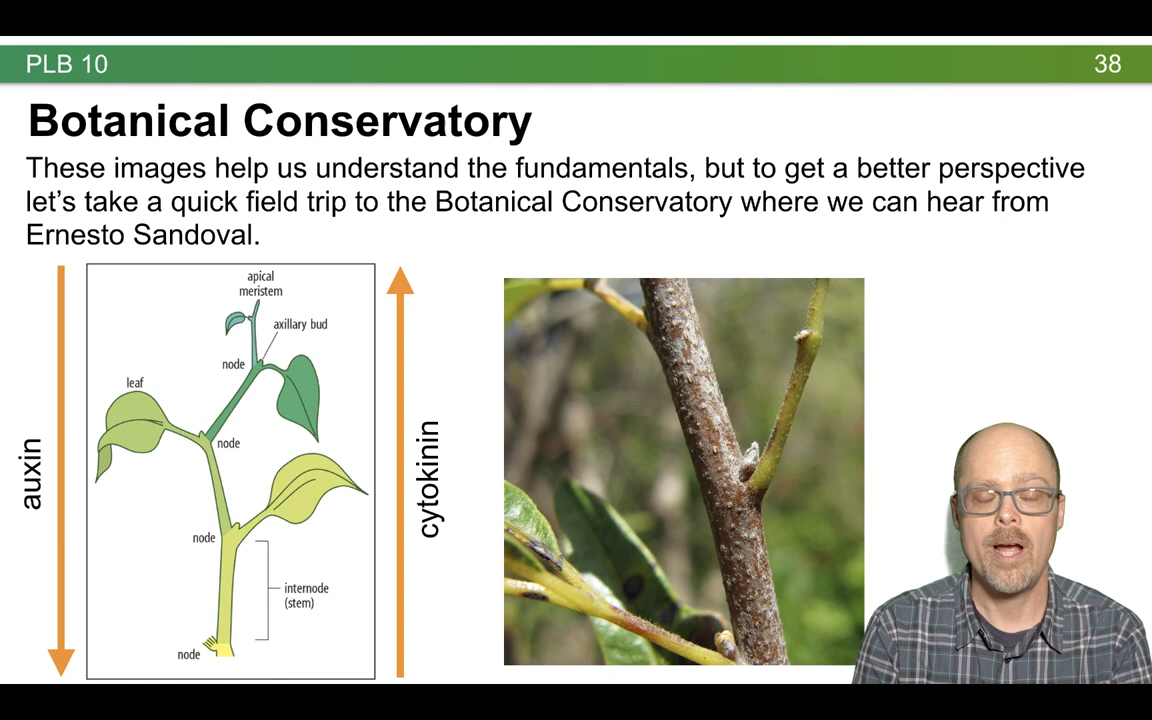 PLB 10
38
Botanical Conservatory
These images help us understand the fundamentals, but to get a better perspective
let’s take a quick field trip to the Botanical Conservatory where we can hear from
Ernesto Sandoval.
apical
meristem
axillary bud
node
leaf
node
node
internode
(stem)
node
auxin
cytokinin